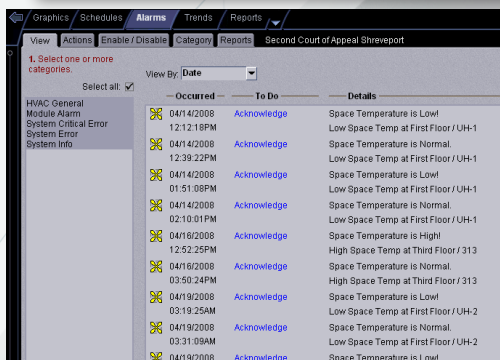 Graphics Schedules Alarms Trends Reports
View Actions Enable / Disable Category Reports Second Court of Appeal Shreveport
1. Select one or more
categories.
Select all:
HVAC General
Module Alarm
System Critical Error
System Error
System Info
View By: Date
Occurred To Do Details
04/14/2008 Acknowledge Space Temperature is Low!
12:12:18PM Low Space Temp at First Floor / UH-1
04/14/2008 Acknowledge Space Temperature is Normal.
12:39:22PM Low Space Temp at First Floor / UH-1
04/14/2008 Acknowledge Space Temperature is Low!
01:51:08PM Low Space Temp at First Floor / UH-1
04/14/2008 Acknowledge Space Temperature is Normal.
02:10:01PM Low Space Temp at First Floor / UH-1
04/16/2008 Acknowledge Space Temperature is High!
12:52:25PM High Space Temp at Third Floor / 313
04/16/2008 Acknowledge Space Temperature is Normal.
03:50:24PM High Space Temp at Third Floor / 313
04/19/2008 Acknowledge Space Temperature is Low!
03:19:25AM Low Space Temp at First Floor / UH-2
04/19/2008 Acknowledge Space Temperature is Normal.
03:31:09AM Low Space Temp at First Floor / UH-2
04/19/2008 Acknowledge Space Temperature is Low!